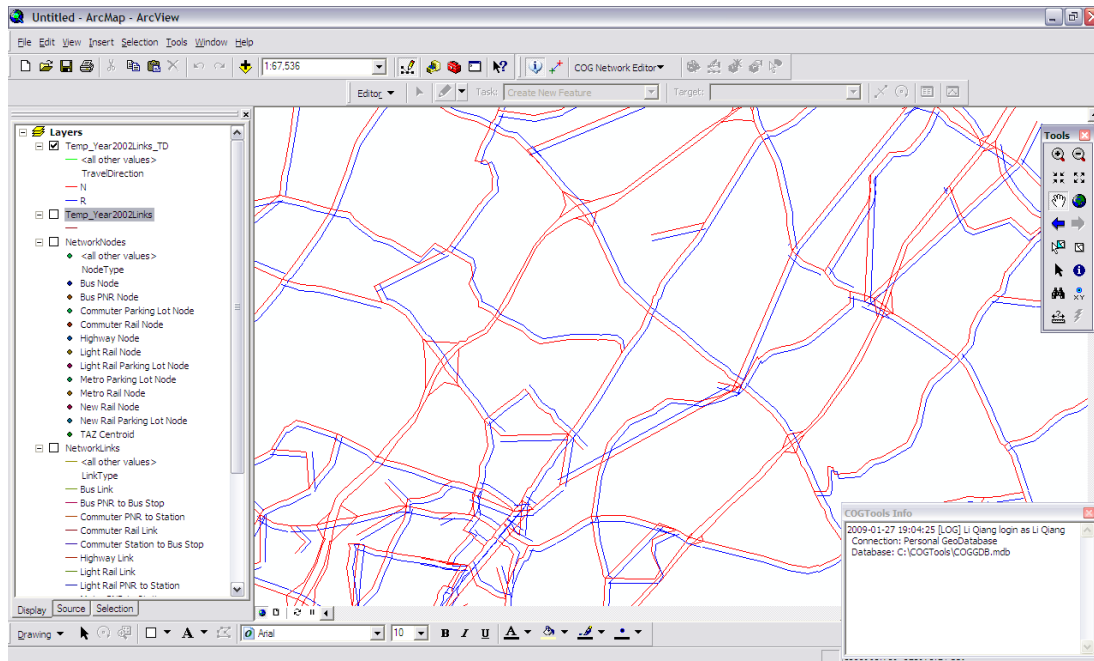 Untitled - ArcMap - ArcView
File Edit View Insert Selection Tools Window Help
1:67,536
COG Network Editor
Editor Task: Create New Feature Target:
Layers
Temp_Year2002Links_TD
<all other values>
TravelDirection
N
R
Temp_Year2002Links
NetworkNodes
<all other values>
NodeType
Bus Node
Bus PNR Node
Commuter Parking Lot Node
Commuter Rail Node
Highway Node
Light Rail Node
Light Rail Parking Lot Node
Metro Parking Lot Node
Metro Rail Node
New Rail Node
New Rail Parking Lot Node
TAZ Centroid
NetworkLinks
<all other values>
LinkType
Bus Link
Bus PNR to Bus Stop
Commuter PNR to Station
Commuter Rail Link
Commuter Station to Bus Stop
Highway Link
Light Rail Link
Light Rail PNR to Station
Display Source Selection
Tools
XY
COGTools Info
2009-01-27 19:04:25 [LOG] Li Qiang login as Li Qiang
Connection: Personal GeoDatabase
Database: C:\COGTools\COGGDB.mdb
Drawing A Arial 10 B I U A